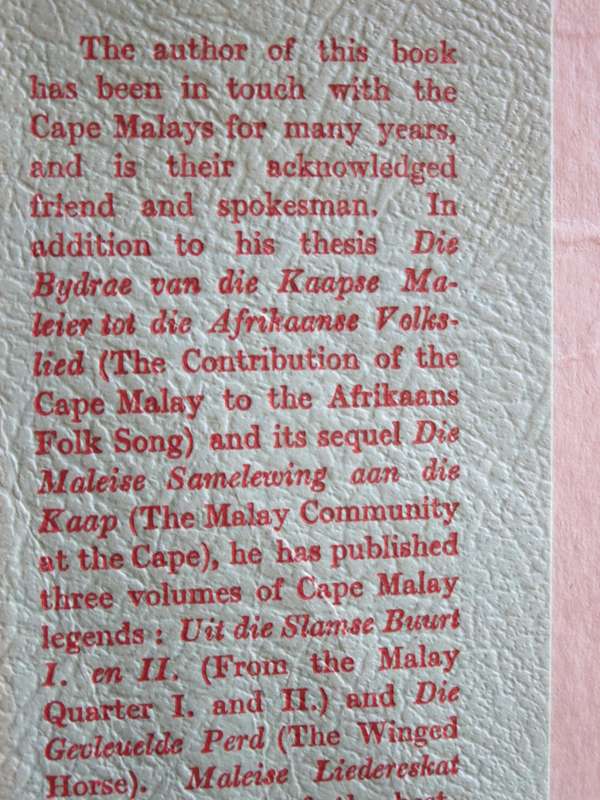 The author of this book
has been in touch with the
Cape Malays for many years,
and is their acknowledged
friend and spokesman. In
addition to his thesis Die
Bydrae van die Kaapse Ma-
leier tot die Afrikaanse Volks-
lied (The Contribution of the
Cape Malay to the Afrikaans
Folk Song) and its sequel Die
Maleise Samelewing aan die
Kaap (The Malay Community
at the Cape), he has published
three volumes of Cape Malay
legends : Uit die Slamse Buurt
I. en II. (From the Malay
Quarter I. and II.) and Die
Gevleuelde Perd (The Winged
Horse). Maleise Liedereskat